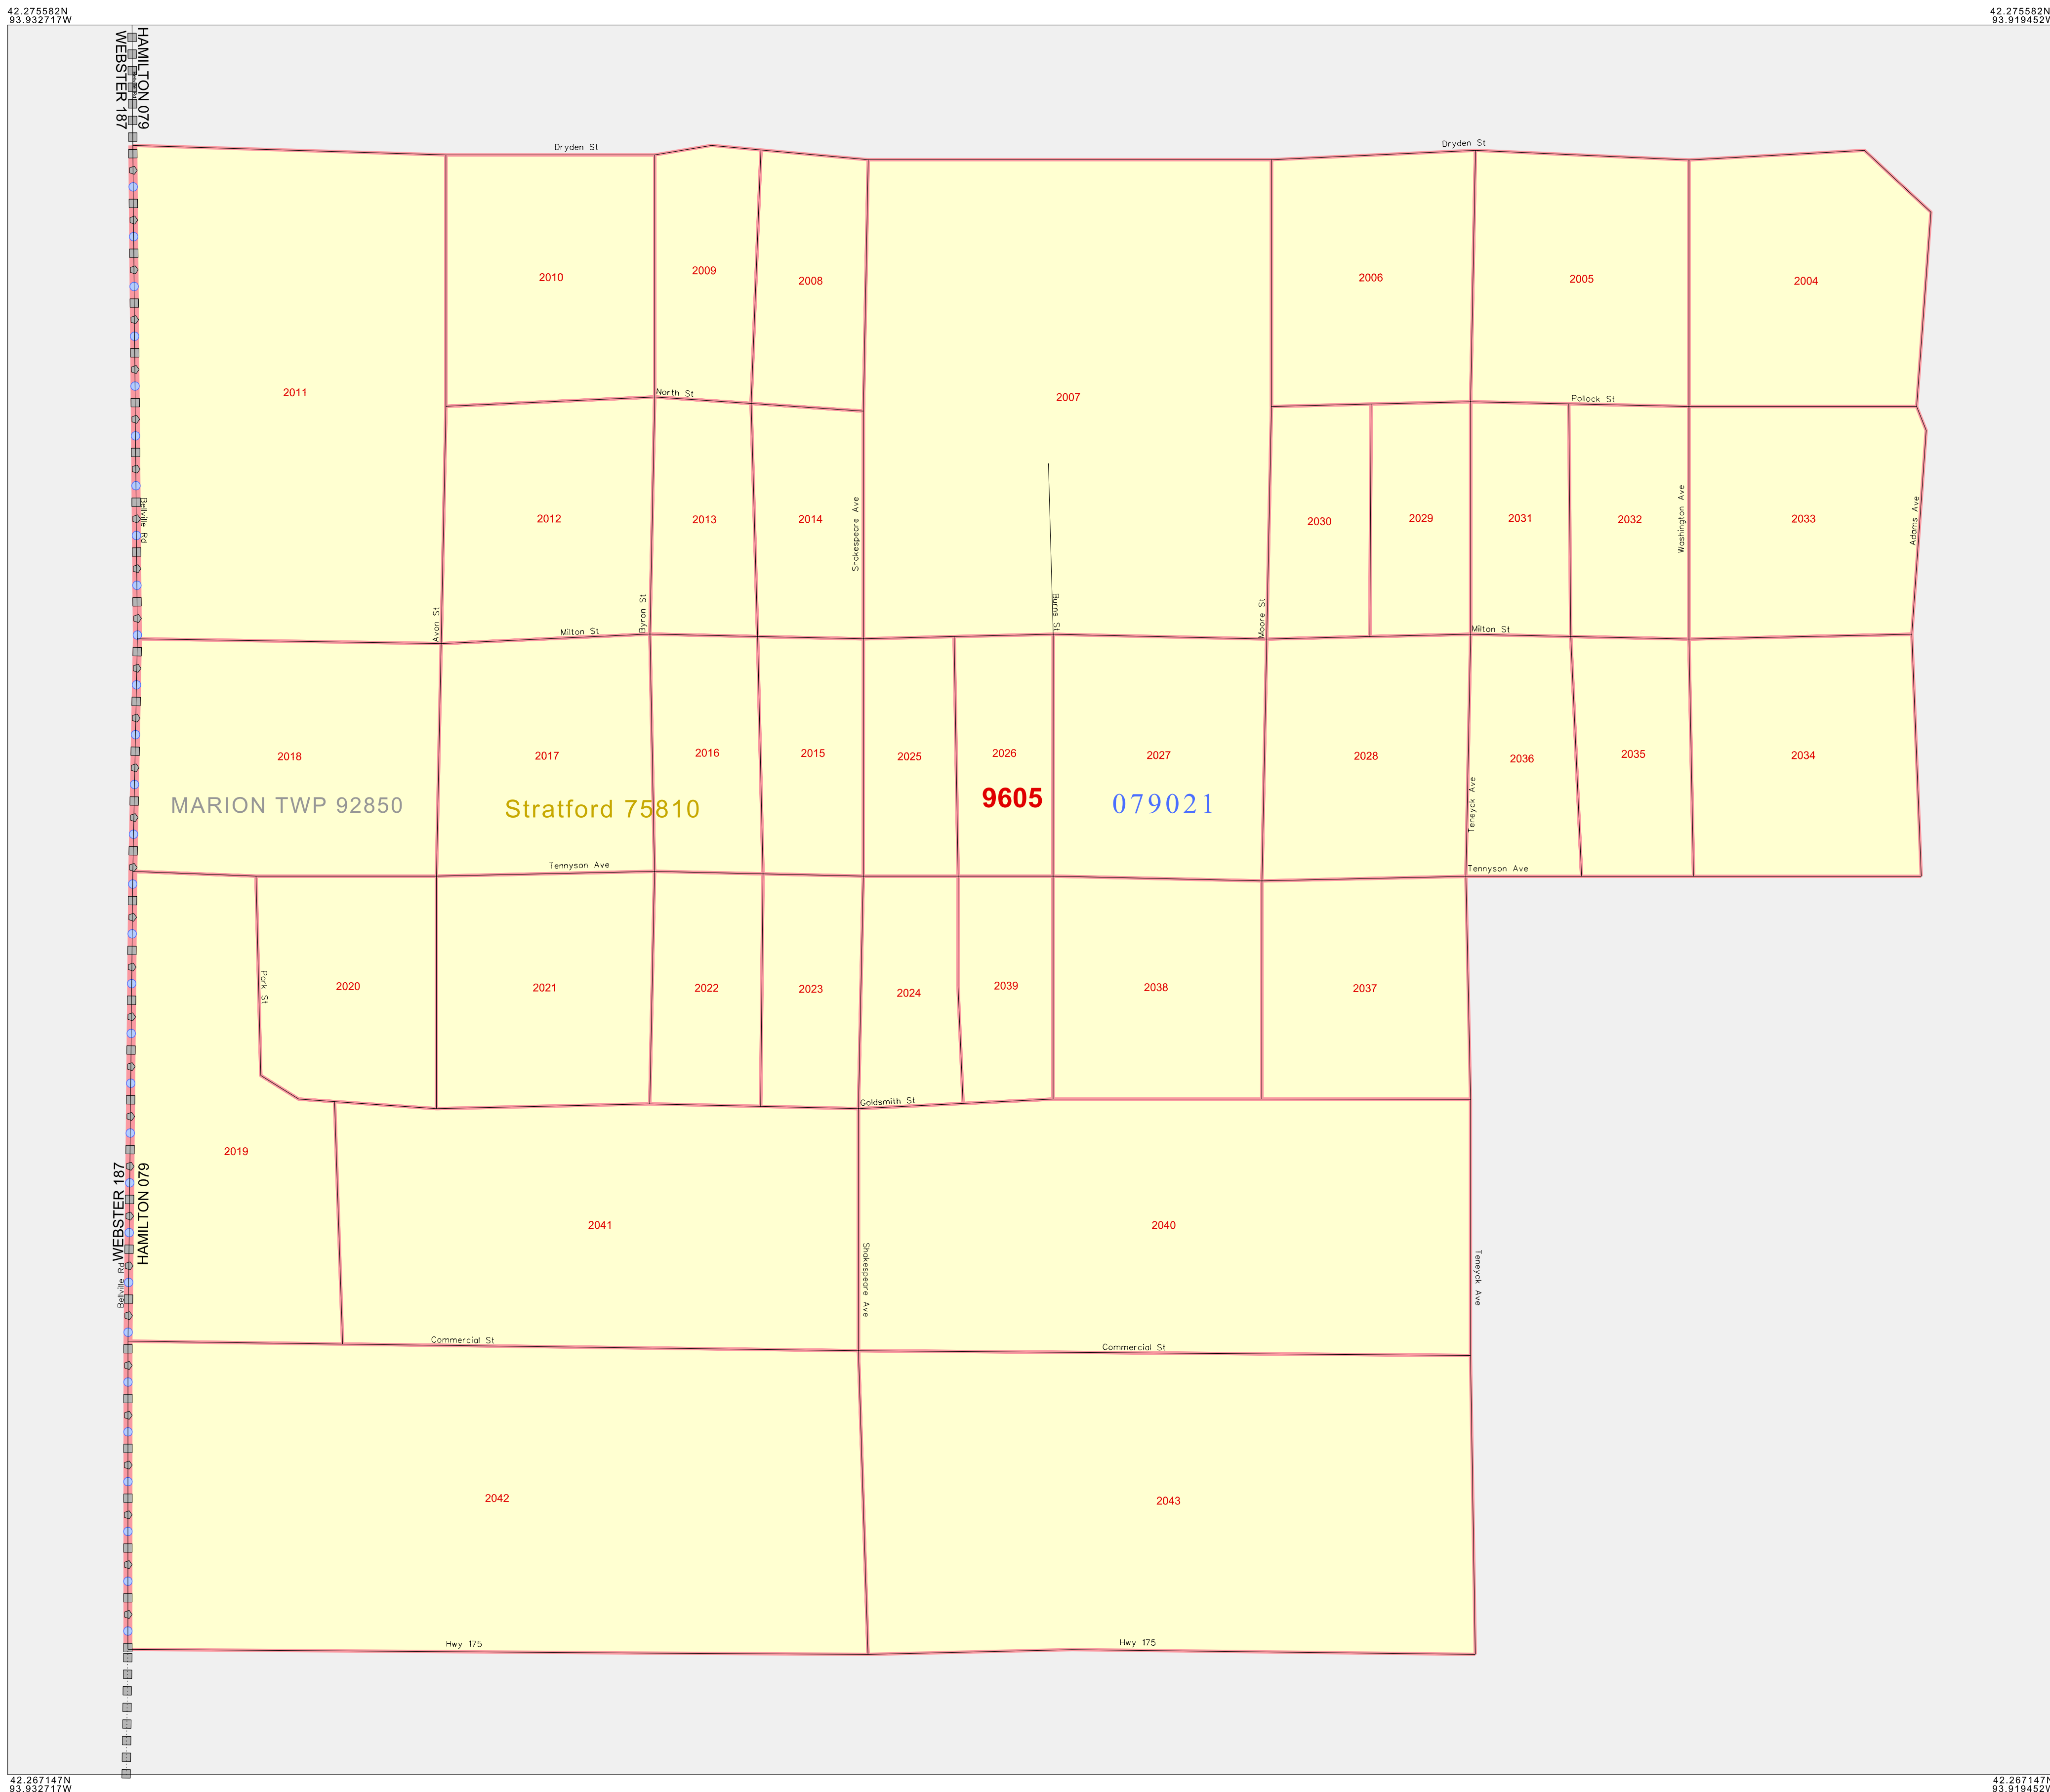 42.275582N
93.932717W
42.275582N
93.919452W
WEBSTER 187
HAMILTON 079
Dryden St
Dryden St
2010
2009
2008
2006
2005
2004
2011
North St
2007
Pollock St
Bellville Rd
2012
2013
2014
Shakespeare Ave
2030
2029
2031
2032
Washington Ave
2033
Adams Ave
Avon St
Milton St
Byron St
Burns St
Moore St
Milton St
2018
2017
2016
2015
2025
2026
2027
2028
2036
2035
2034
MARION TWP 92850
Stratford 75810
9605
079021
Teneyck Ave
Tennyson Ave
Tennyson Ave
Park St
2020
2021
2022
2023
2024
2039
2038
2037
Goldsmith St
2019
WEBSTER 187
HAMILTON 079
Bellville Rd
2041
Shakespeare Ave
2040
Teneyck Ave
Commercial St
Commercial St
2042
2043
Hwy 175
Hwy 175
42.267147N
93.932717W
42.267147N
93.919452W